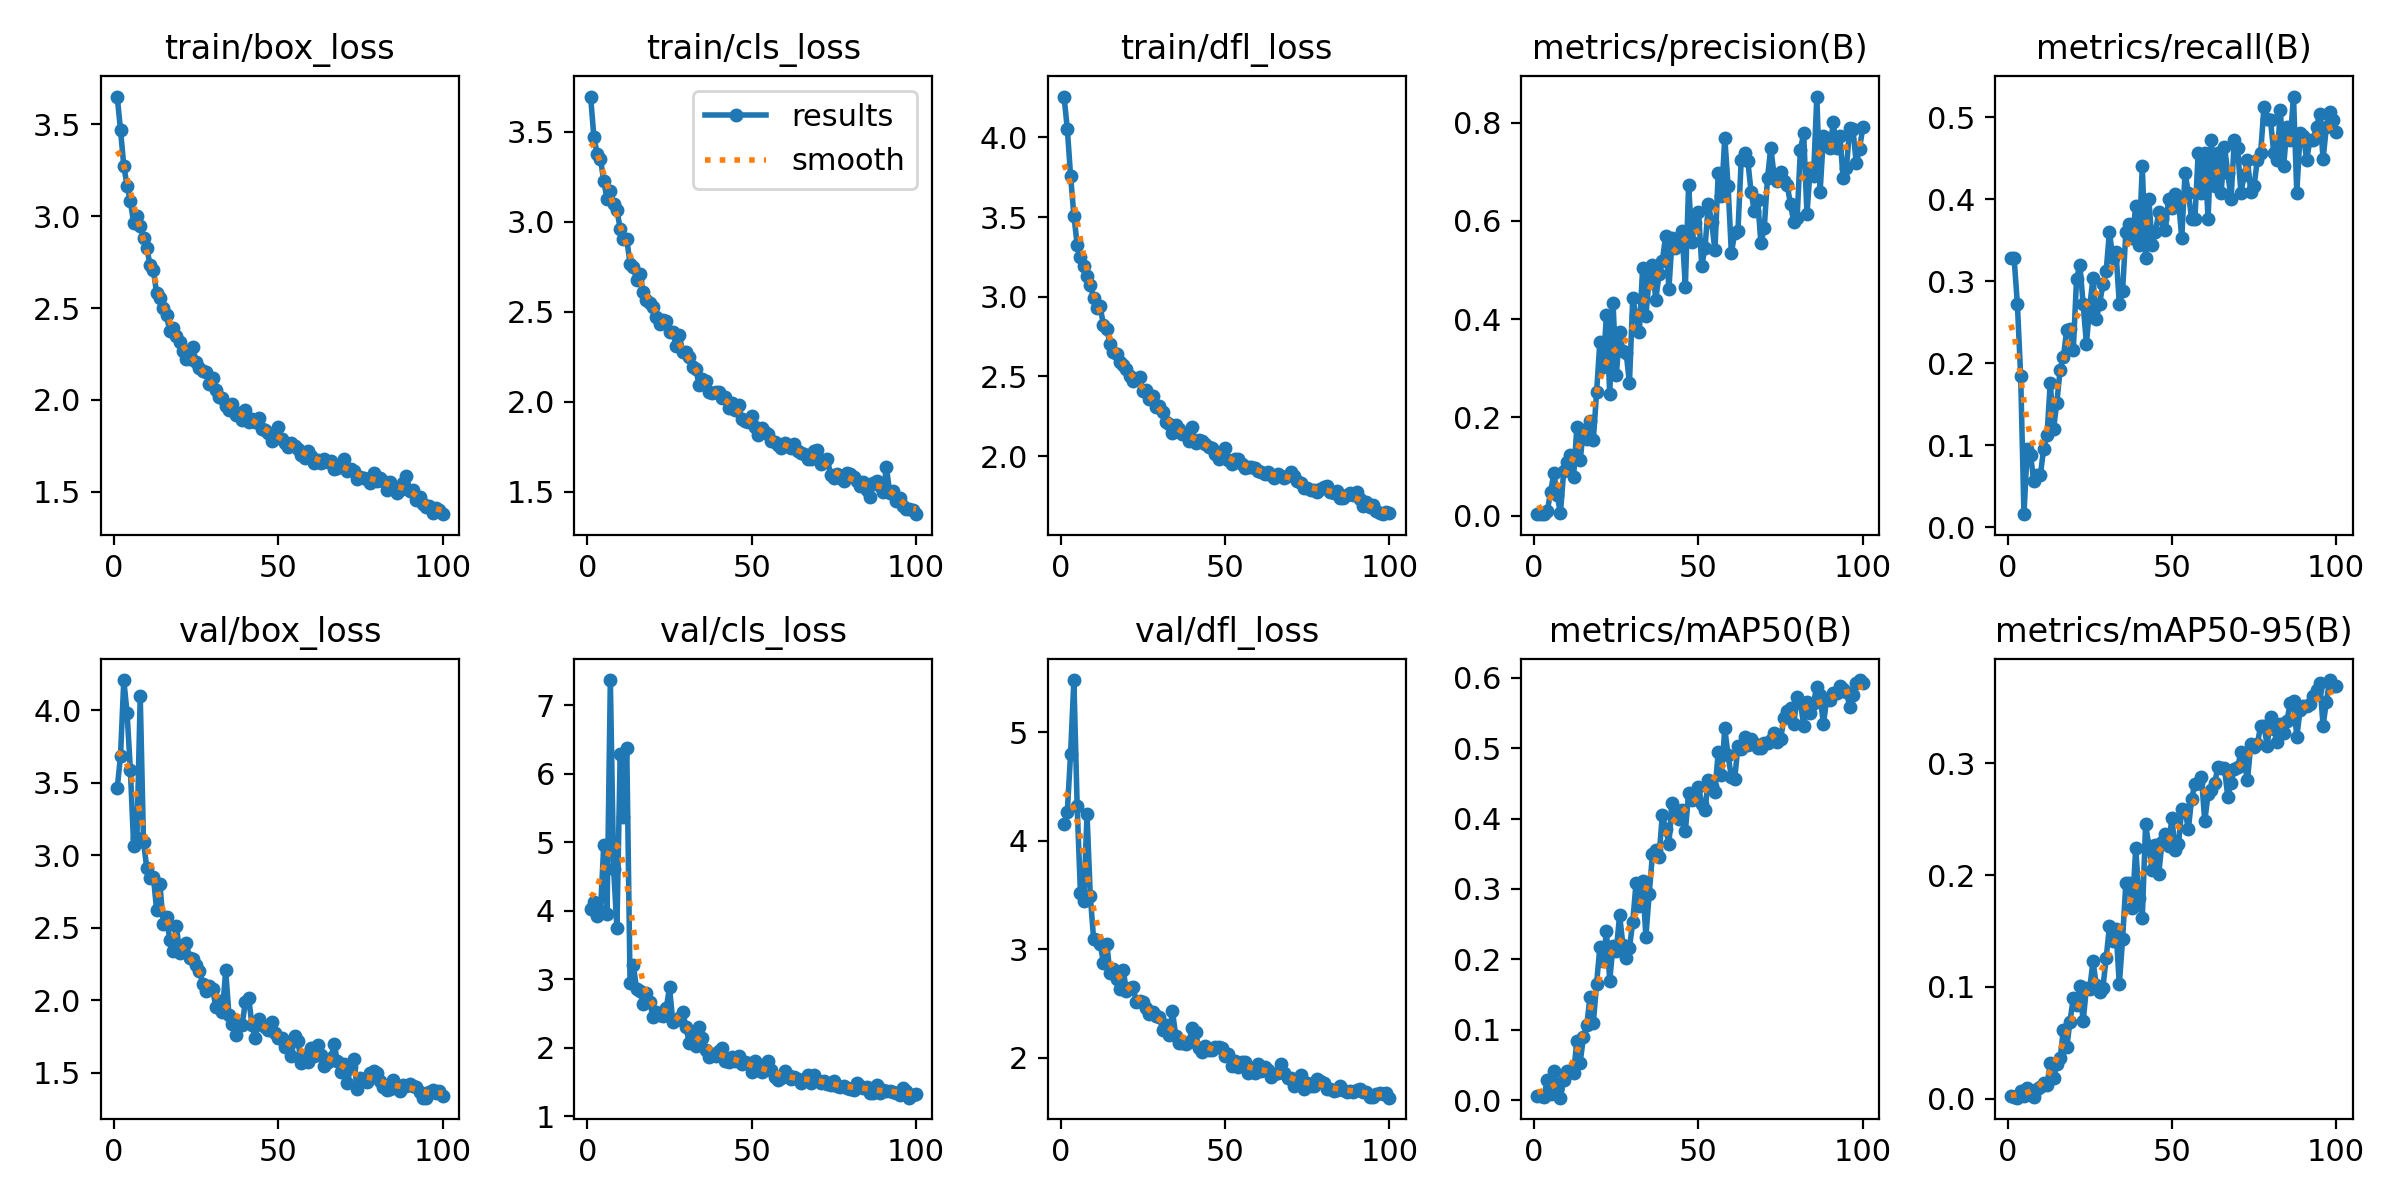 train/box_loss
train/cls_loss
train/dfl_loss
metrics/precision(B)
metrics/recall(B)
3.5
3.0
2.5
2.0
1.5
0 50 100
results
smooth
3.5
3.0
2.5
2.0
1.5
0 50 100
4.0
3.5
3.0
2.5
2.0
0 50 100
0.8
0.6
0.4
0.2
0.0
0 50 100
0.5
0.4
0.3
0.2
0.1
0.0
0 50 100
val/box_loss
val/cls_loss
val/dfl_loss
metrics/mAP50(B)
metrics/mAP50-95(B)
4.0
3.5
3.0
2.5
2.0
1.5
0 50 100
7
6
5
4
3
2
1
0 50 100
5
4
3
2
0 50 100
0.6
0.5
0.4
0.3
0.2
0.1
0.0
0 50 100
0.3
0.2
0.1
0.0
0 50 100